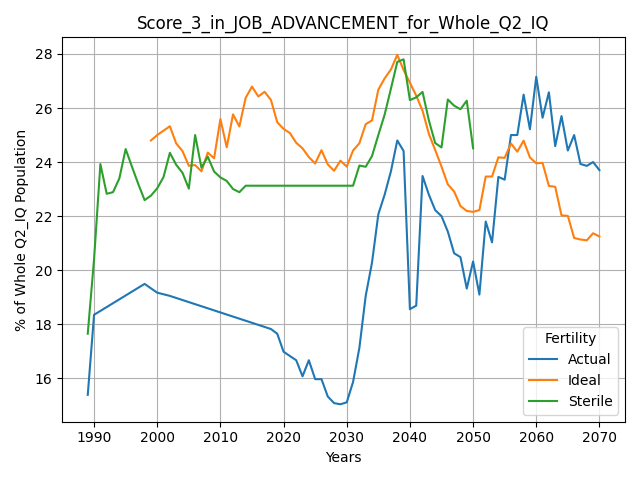 Score_3_in_JOB_ADVANCEMENT_for_Whole_Q2_IQ
% of Whole Q2_IQ Population
28
26
24
22
20
18
16
1990 2000 2010 2020 2030 2040 2050 2060 2070
Years
Fertility
Actual
Ideal
Sterile